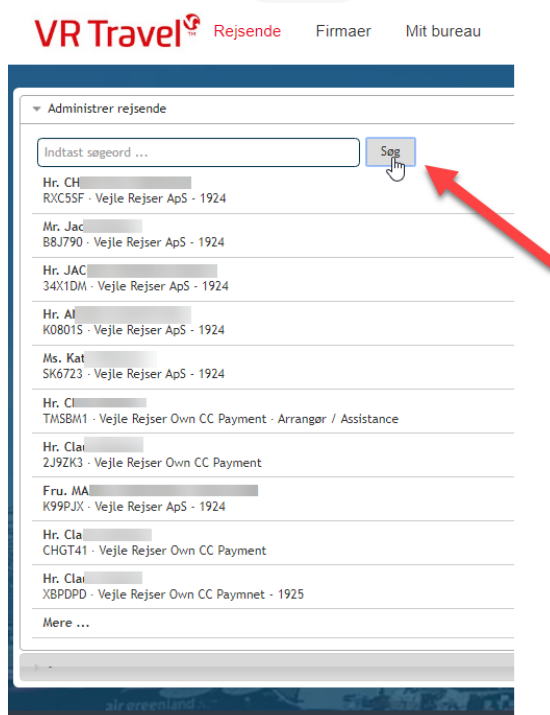 VR Travel™ Rejsende Firmaer Mit bureau
Administrer rejsende
Indtast søgeord ... Søg
Hr. CH
RXC5SF · Vejle Rejser ApS - 1924
Mr. Jac
B8J790 · Vejle Rejser ApS - 1924
Hr. JAC
34X1DM · Vejle Rejser ApS - 1924
Hr. Al
K0801S · Vejle Rejser ApS - 1924
Ms. Kat
SK6723 · Vejle Rejser ApS - 1924
Hr. Cl
TMSBM1 · Vejle Rejser Own CC Payment · Arrangør / Assistance
Hr. Cla
2J9ZK3 · Vejle Rejser Own CC Payment
Fru. MA
K99PJX · Vejle Rejser ApS - 1924
Hr. Cla
CHGT41 · Vejle Rejser Own CC Payment
Hr. Cla
XBPDPD · Vejle Rejser Own CC Paymnet - 1925
Mere ...
air greenland